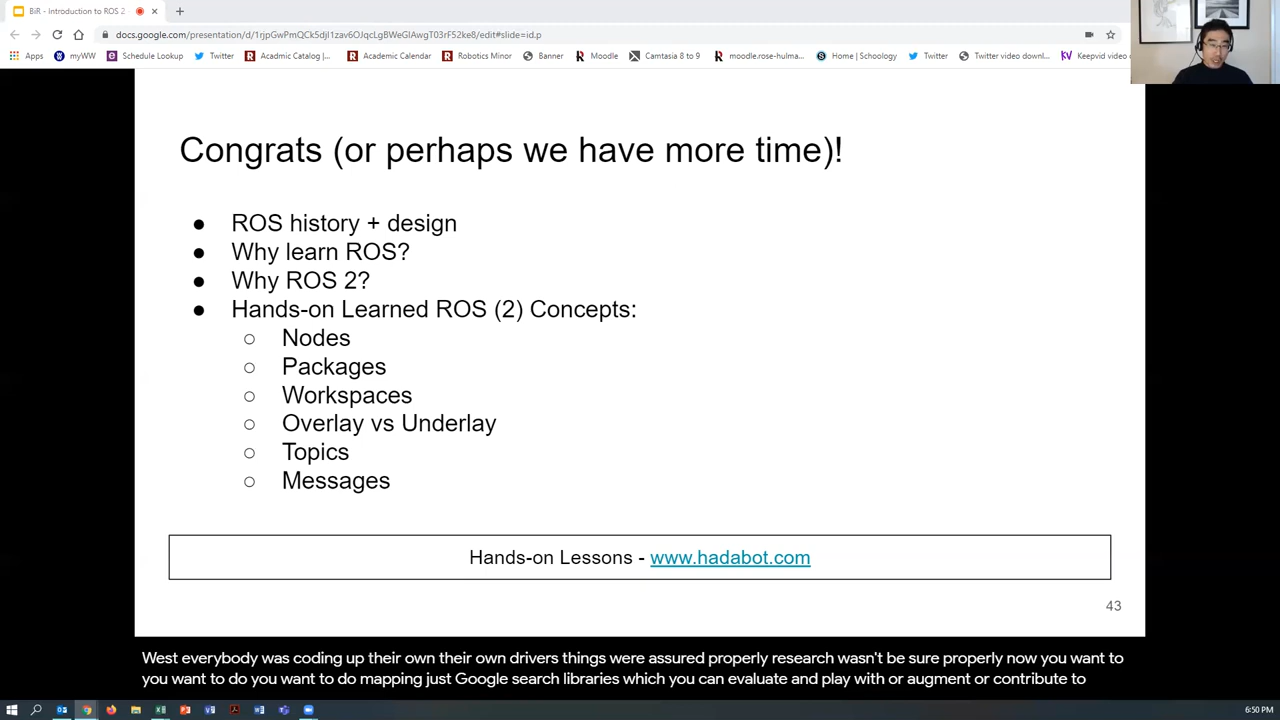 BiR - Introduction to ROS 2
docs.google.com/presentation/d/1rjpGwPmQCk5djl1zav6OJqcLgBWeGIAwgT03rF52ke8/edit#slide=id.p
Apps myWW Schedule Lookup Twitter Acadmic Catalog |... Academic Calendar Robotics Minor Banner Moodle Camtasia 8 to 9 moodle.rose-hulma... Home | Schoology Twitter Twitter video downl... Keepvid video
Congrats (or perhaps we have more time)!
● ROS history + design
● Why learn ROS?
● Why ROS 2?
● Hands-on Learned ROS (2) Concepts:
○ Nodes
○ Packages
○ Workspaces
○ Overlay vs Underlay
○ Topics
○ Messages
Hands-on Lessons - www.hadabot.com
43
West everybody was coding up their own their own drivers things were assured properly research wasn't be sure properly now you want to
you want to do you want to do mapping just Google search libraries which you can evaluate and play with or augment or contribute to
6:50 PM